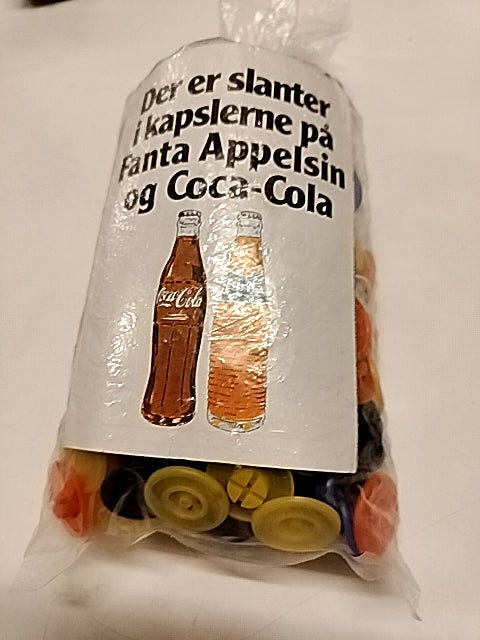 Der er slanter
i kapslerne på
Fanta Appelsin
og Coca-Cola
Coca-Cola